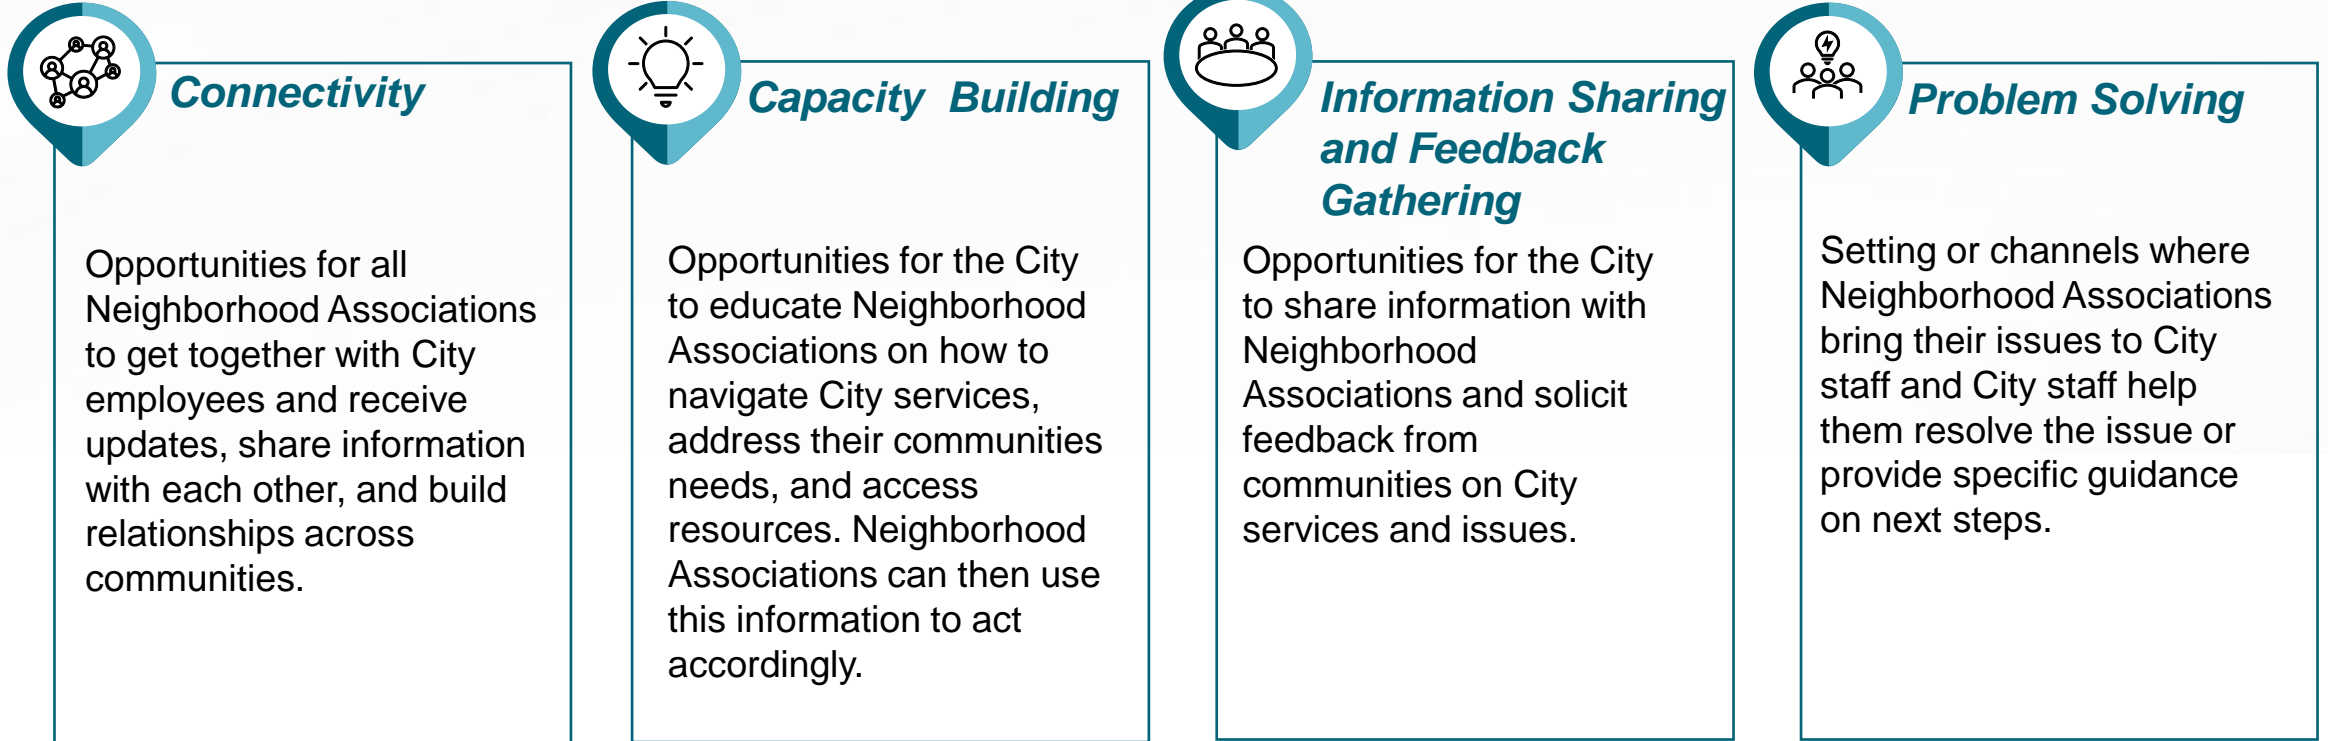 Connectivity
Opportunities for all
Neighborhood Associations
to get together with City
employees and receive
updates, share information
with each other, and build
relationships across
communities.
Capacity Building
Opportunities for the City
to educate Neighborhood
Associations on how to
navigate City services,
address their communities
needs, and access
resources. Neighborhood
Associations can then use
this information to act
accordingly.
Information Sharing
and Feedback
Gathering
Opportunities for the City
to share information with
Neighborhood
Associations and solicit
feedback from
communities on City
services and issues.
Problem Solving
Setting or channels where
Neighborhood Associations
bring their issues to City
staff and City staff help
them resolve the issue or
provide specific guidance
on next steps.